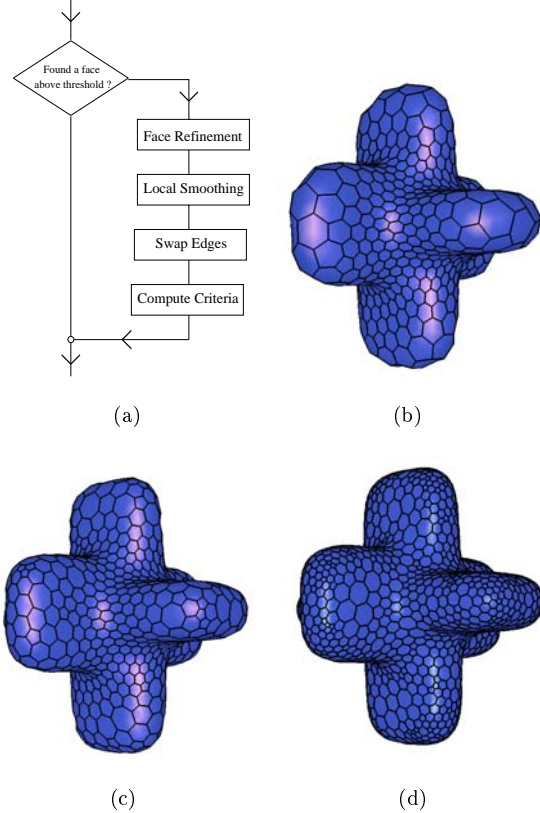 Found a face
above threshold ?
Face Refinement
Local Smoothing
Swap Edges
Compute Criteria
(a)
(b)
(c)
(d)